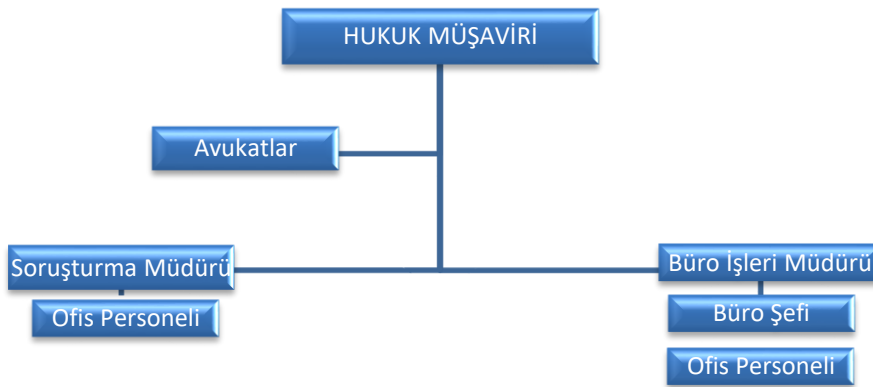 HUKUK MÜŞAVİRİ
Avukatlar
Soruşturma Müdürü
Ofis Personeli
Büro İşleri Müdürü
Büro Şefi
Ofis Personeli